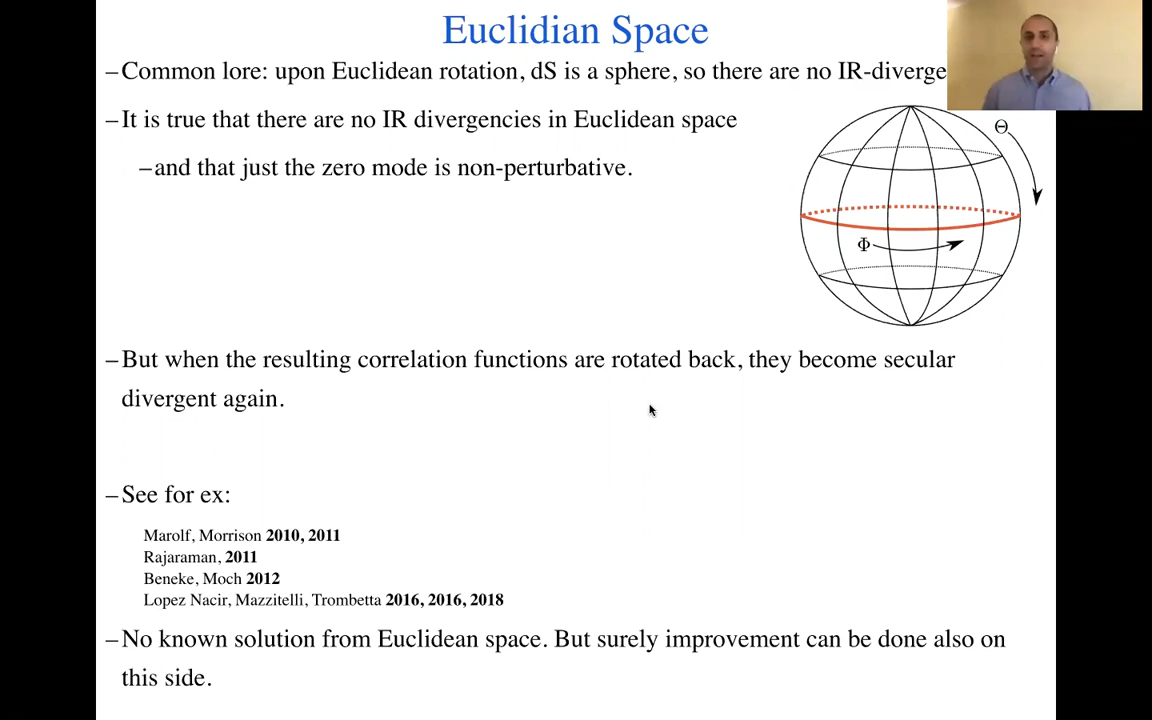 Euclidian Space
–Common lore: upon Euclidean rotation, dS is a sphere, so there are no IR-diverge
–It is true that there are no IR divergencies in Euclidean space
–and that just the zero mode is non-perturbative.
Θ
Φ
–But when the resulting correlation functions are rotated back, they become secular
divergent again.
–See for ex:
Marolf, Morrison 2010, 2011
Rajaraman, 2011
Beneke, Moch 2012
Lopez Nacir, Mazzitelli, Trombetta 2016, 2016, 2018
–No known solution from Euclidean space. But surely improvement can be done also on
this side.